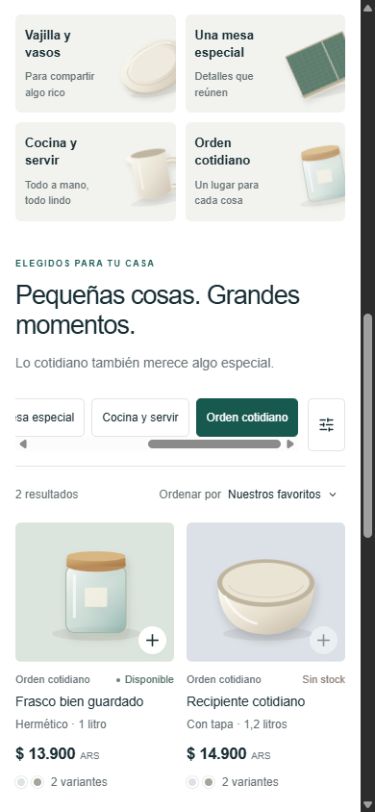 Vajilla y
vasos
Para compartir
algo rico
Una mesa
especial
Detalles que
reúnen
Cocina y
servir
Todo a mano,
todo lindo
Orden
cotidiano
Un lugar para
cada cosa
ELEGIDOS PARA TU CASA
Pequeñas cosas. Grandes
momentos.
Lo cotidiano también merece algo especial.
sa especial
Cocina y servir
Orden cotidiano
2 resultados
Ordenar por Nuestros favoritos
Orden cotidiano
• Disponible
Frasco bien guardado
Hermético · 1 litro
$ 13.900 ARS
2 variantes
Orden cotidiano
Sin stock
Recipiente cotidiano
Con tapa · 1,2 litros
$ 14.900 ARS
2 variantes